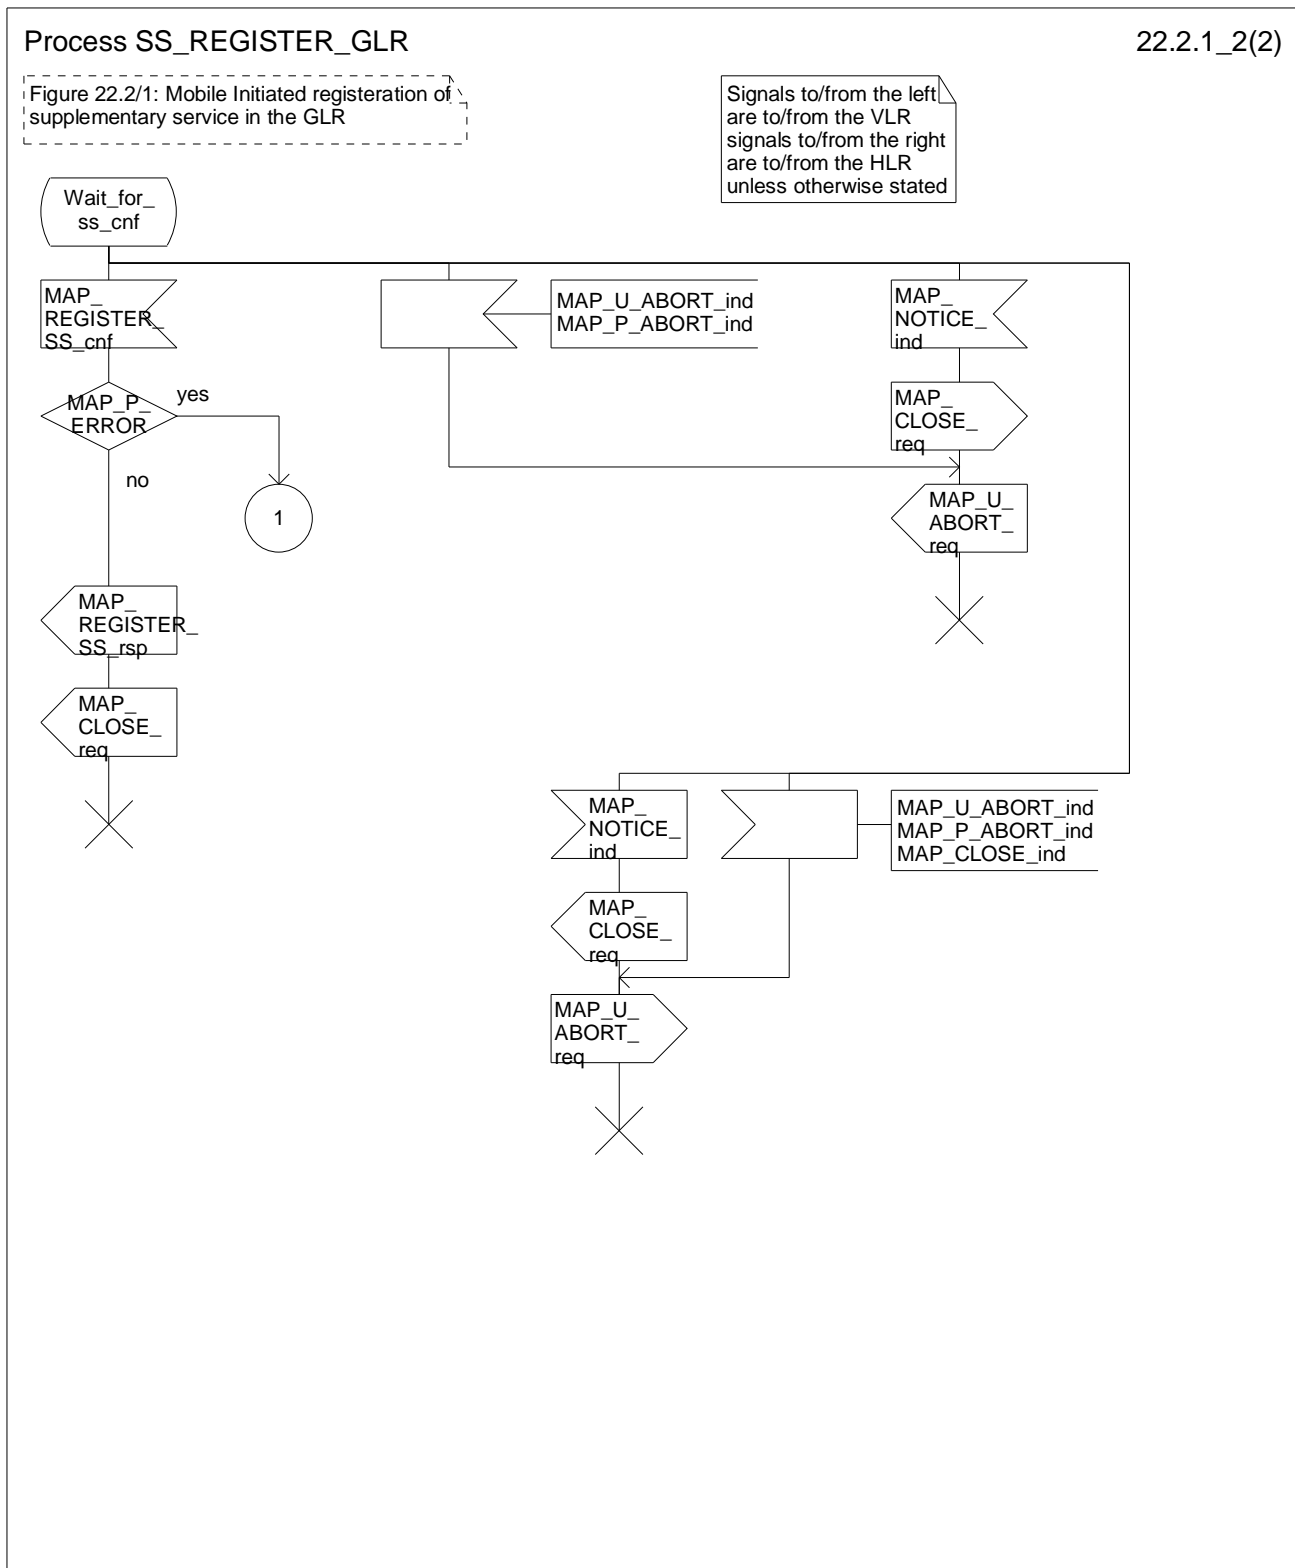 Process SS_REGISTER_GLR
22.2.1_2(2)
Figure 22.2/1: Mobile Initiated registeration of
supplementary service in the GLR
Signals to/from the left
are to/from the VLR
signals to/from the right
are to/from the HLR
unless otherwise stated
Wait_for_
ss_cnf
MAP_
REGISTER_
SS_cnf
MAP_U_ABORT_ind
MAP_P_ABORT_ind
MAP_
NOTICE_
ind
MAP_P_
ERROR
yes
no
1
MAP_
CLOSE_
req
MAP_U_
ABORT_
req
MAP_
REGISTER_
SS_rsp
MAP_
CLOSE_
req
MAP_
NOTICE_
ind
MAP_U_ABORT_ind
MAP_P_ABORT_ind
MAP_CLOSE_ind
MAP_
CLOSE_
req
MAP_U_
ABORT_
req